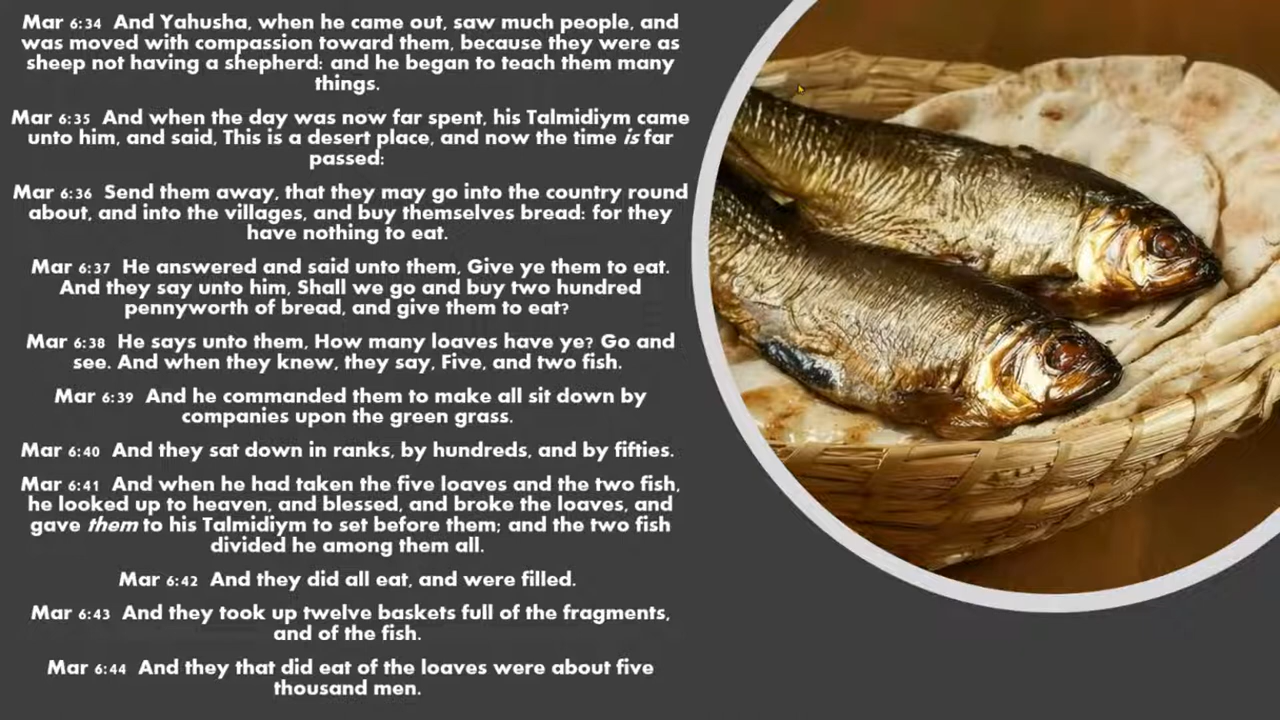 Mar 6:34 And Yahusha, when he came out, saw much people, and
was moved with compassion toward them, because they were as
sheep not having a shepherd: and he began to teach them many
things.
Mar 6:35 And when the day was now far spent, his Talmidiym came
unto him, and said, This is a desert place, and now the time is far
passed:
Mar 6:36 Send them away, that they may go into the country round
about, and into the villages, and buy themselves bread: for they
have nothing to eat.
Mar 6:37 He answered and said unto them, Give ye them to eat.
And they say unto him, Shall we go and buy two hundred
pennyworth of bread, and give them to eat?
Mar 6:38 He says unto them, How many loaves have ye? Go and
see. And when they knew, they say, Five, and two fish.
Mar 6:39 And he commanded them to make all sit down by
companies upon the green grass.
Mar 6:40 And they sat down in ranks, by hundreds, and by fifties.
Mar 6:41 And when he had taken the five loaves and the two fish,
he looked up to heaven, and blessed, and broke the loaves, and
gave them to his Talmidiym to set before them; and the two fish
divided he among them all.
Mar 6:42 And they did all eat, and were filled.
Mar 6:43 And they took up twelve baskets full of the fragments,
and of the fish.
Mar 6:44 And they that did eat of the loaves were about five
thousand men.